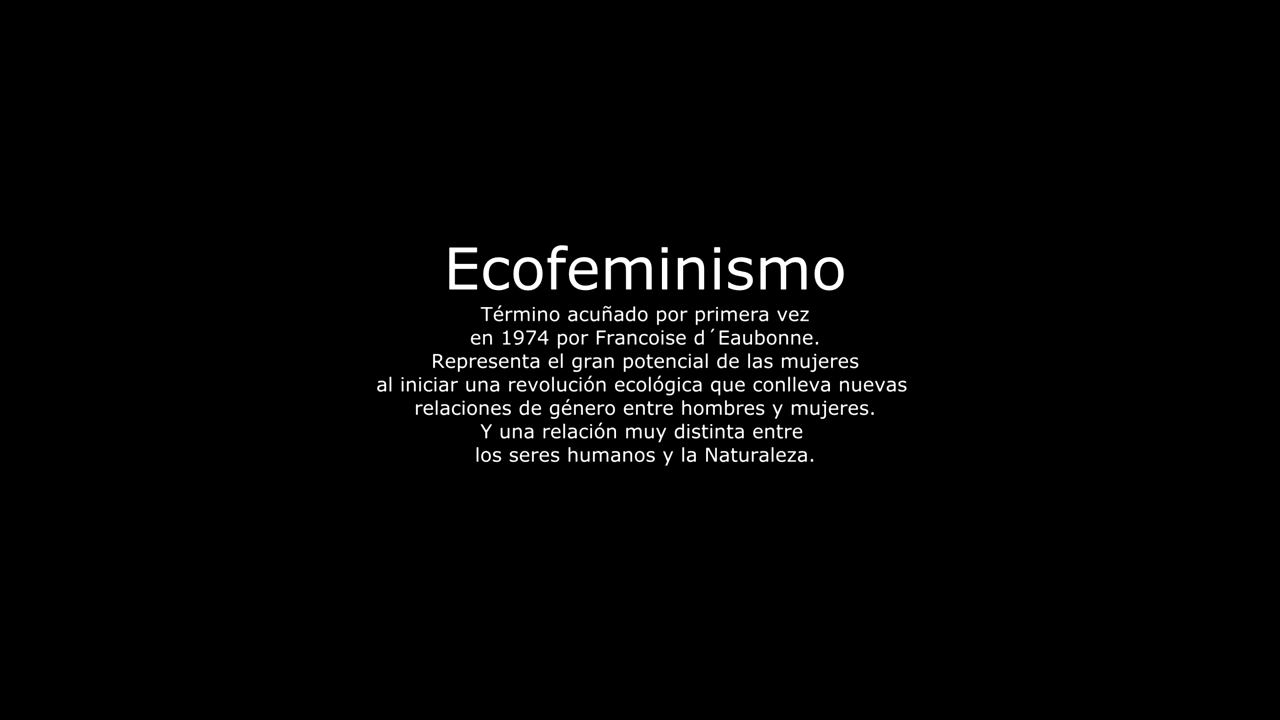 Ecofeminismo
Término acuñado por primera vez
en 1974 por Francoise d´Eaubonne.
Representa el gran potencial de las mujeres
al iniciar una revolución ecológica que conlleva nuevas
relaciones de género entre hombres y mujeres.
Y una relación muy distinta entre
los seres humanos y la Naturaleza.